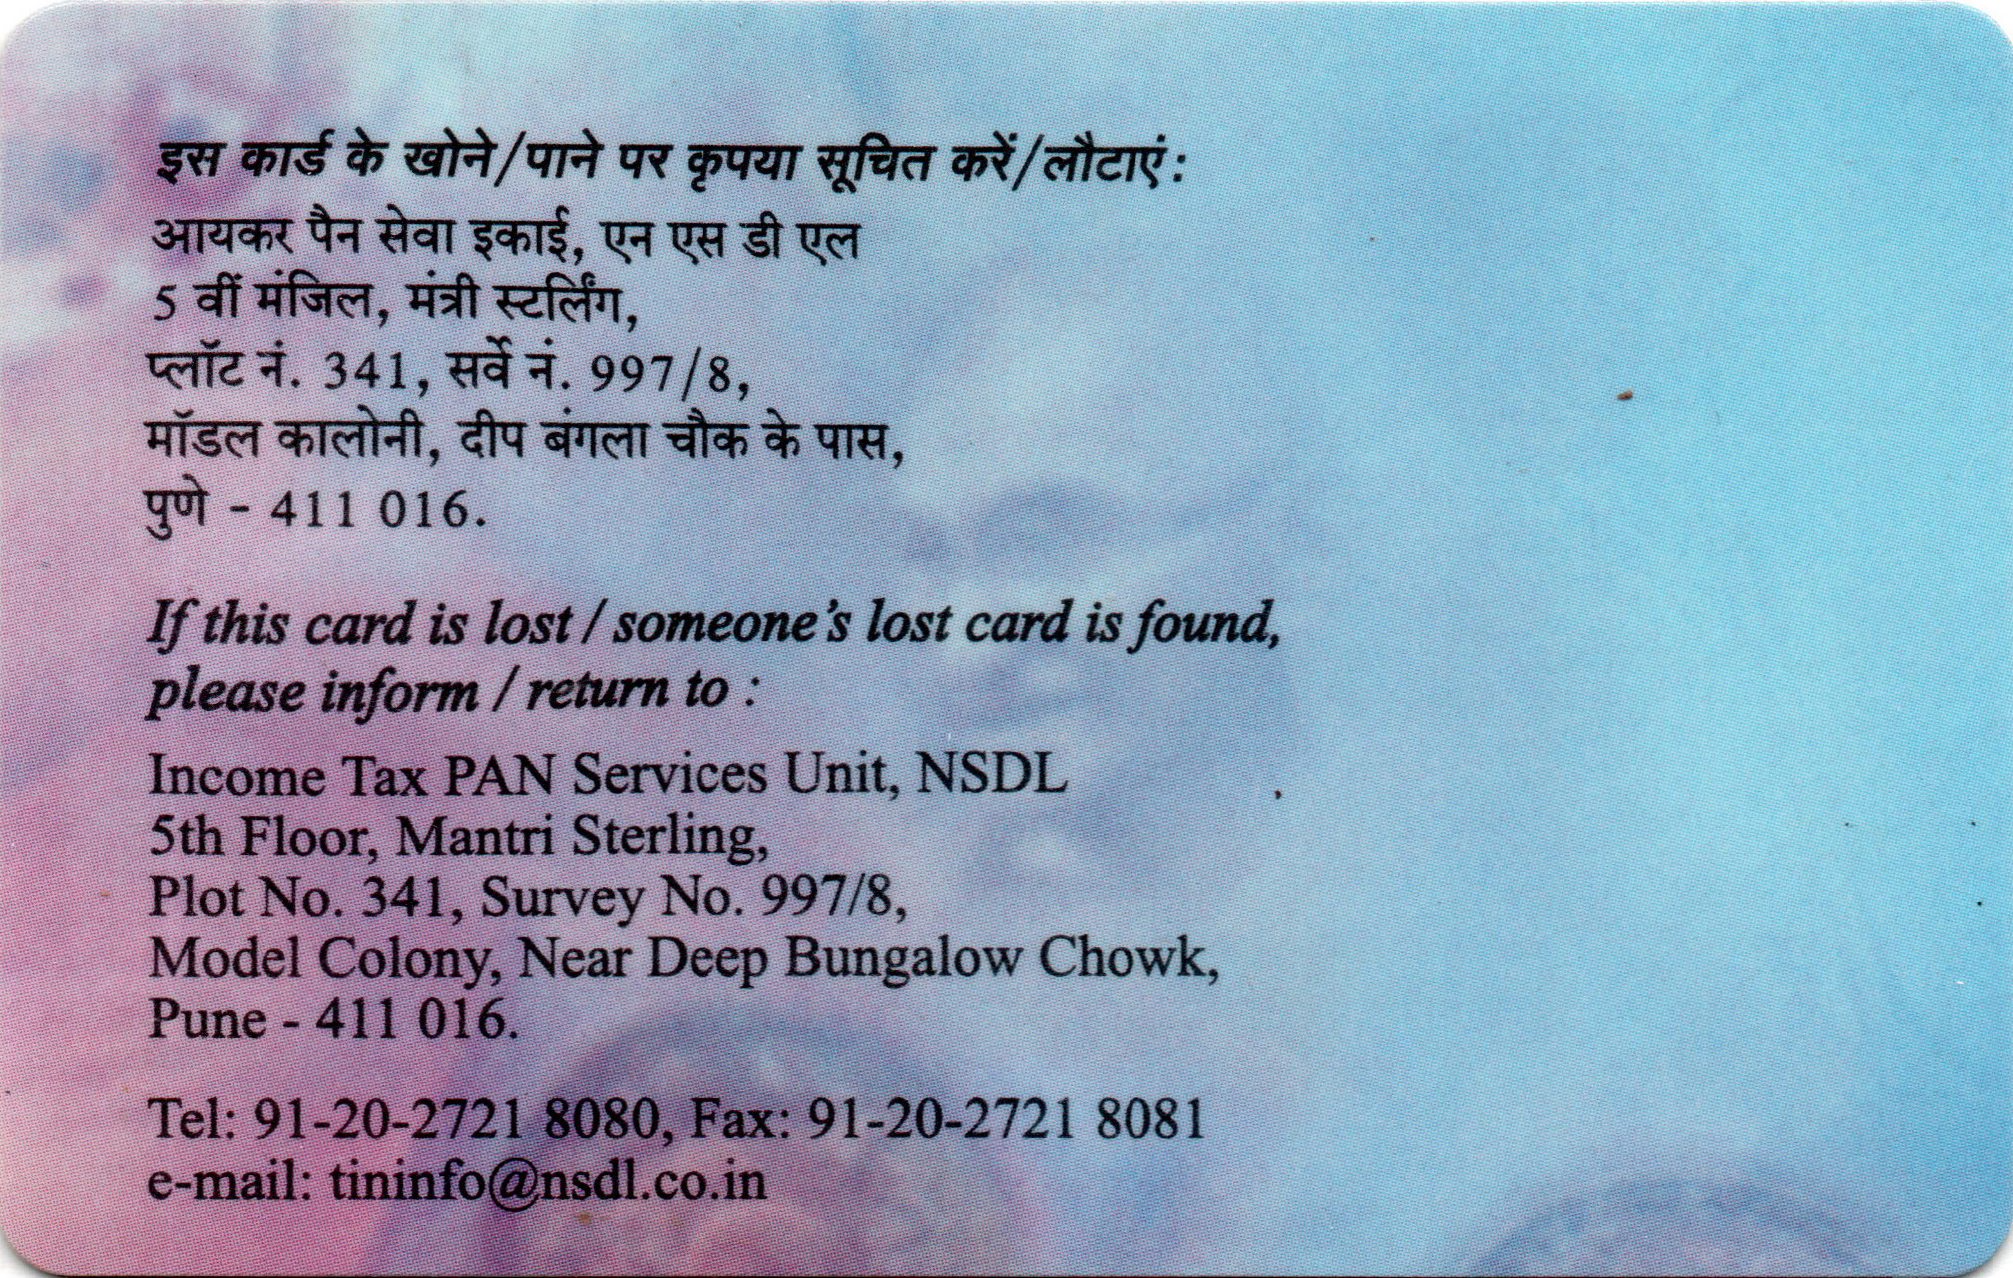 इस कार्ड के खोने/पाने पर कृपया सूचित करें/लौटाएं:
आयकर पैन सेवा इकाई, एन एस डी एल
5 वीं मंजिल, मंत्री स्टर्लिंग,
प्लॉट नं. 341, सर्वे नं. 997/8,
मॉडल कालोनी, दीप बंगला चौक के पास,
पुणे - 411 016.
If this card is lost / someone's lost card is found,
please inform / return to :
Income Tax PAN Services Unit, NSDL
5th Floor, Mantri Sterling,
Plot No. 341, Survey No. 997/8,
Model Colony, Near Deep Bungalow Chowk,
Pune - 411 016.
Tel: 91-20-2721 8080, Fax: 91-20-2721 8081
e-mail: tininfo@nsdl.co.in